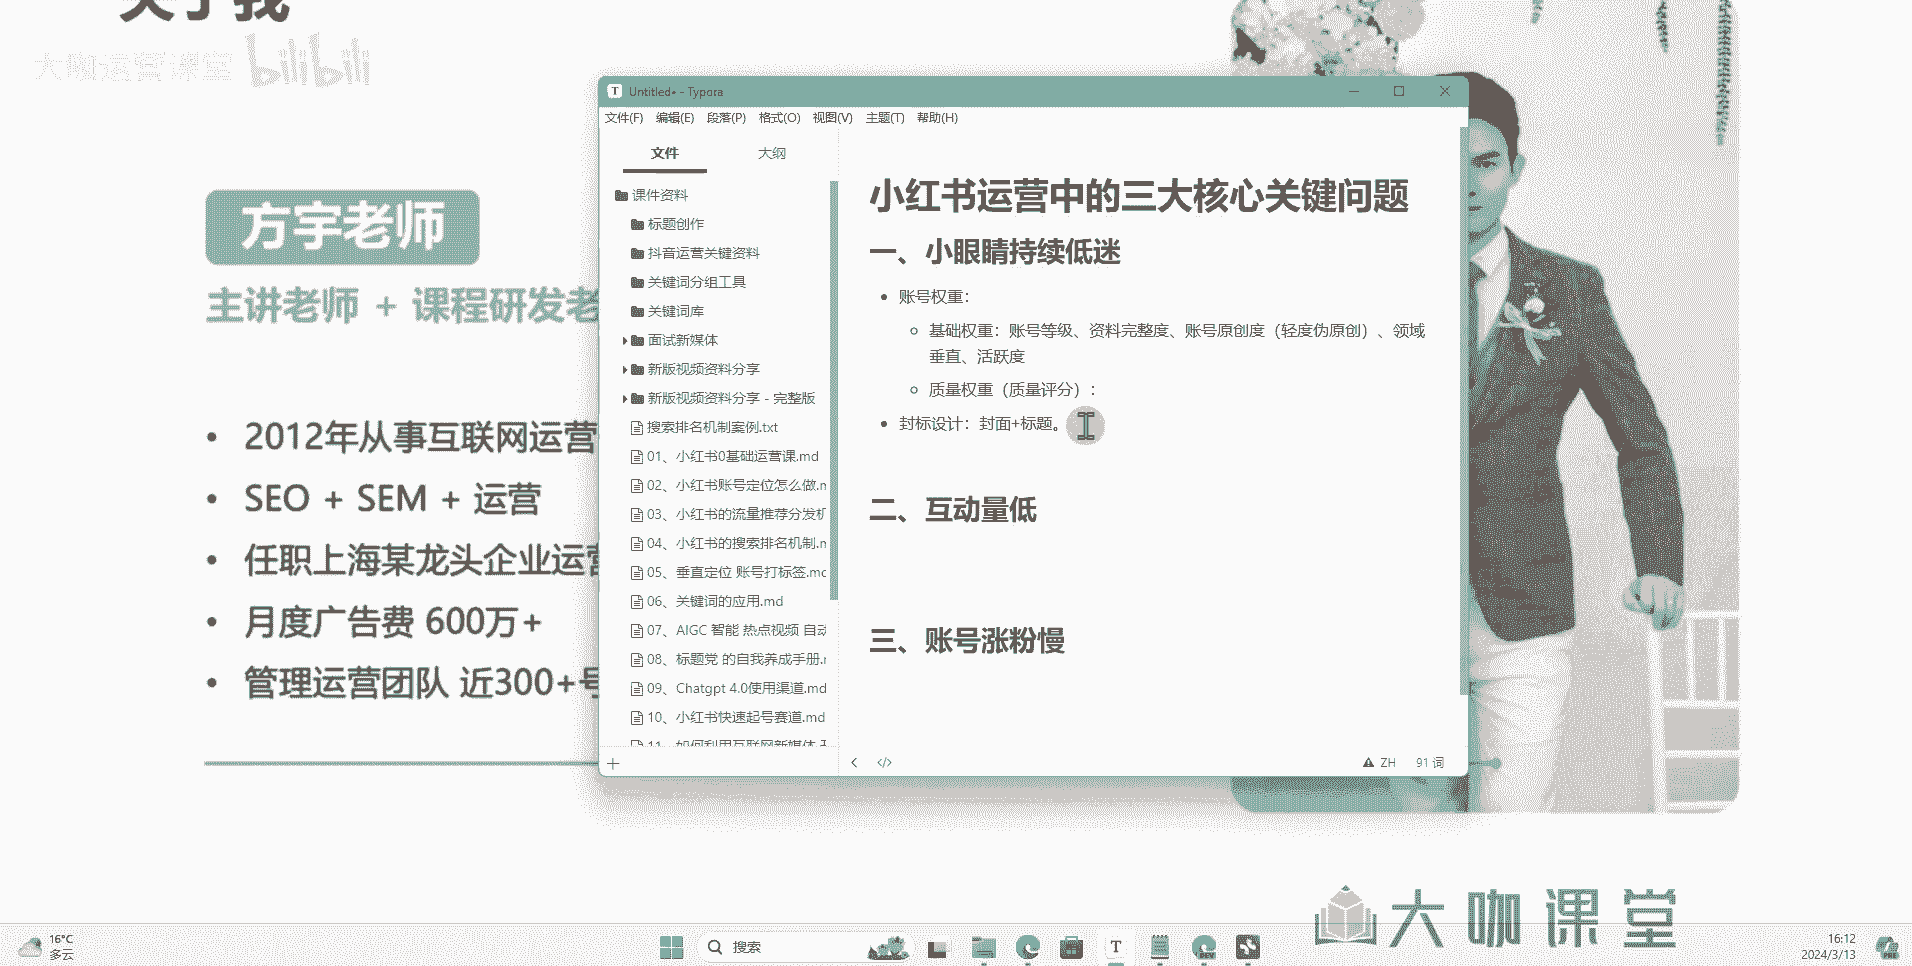 关于我
大咖运营课堂 bilibili
方宇老师
主讲老师 + 课程研发老
• 2012年从事互联网运营
• SEO + SEM + 运营
• 任职上海某龙头企业运营
• 月度广告费 600万+
• 管理运营团队 近300+号
Untitled• - Typora
文件(F) 编辑(E) 段落(P) 格式(O) 视图(V) 主题(T) 帮助(H)
文件 大纲
课件资料
标题创作
抖音运营关键资料
关键词分组工具
关键词库
面试新媒体
新版视频资料分享
新版视频资料分享 - 完整版
搜索排名机制案例.txt
01、小红书0基础运营课.md
02、小红书账号定位怎么做.m
03、小红书的流量推荐分发机
04、小红书的搜索排名机制.m
05、垂直定位 账号打标签.md
06、关键词的应用.md
07、AIGC 智能 热点视频 自动
08、标题党 的自我养成手册.m
09、Chatgpt 4.0使用渠道.md
10、小红书快速起号赛道.md
11、如何利用互联网新媒体
小红书运营中的三大核心关键问题
一、小眼睛持续低迷
• 账号权重：
基础权重：账号等级、资料完整度、账号原创度（轻度伪原创）、领域
垂直、活跃度
质量权重（质量评分）：
• 封标设计：封面+标题。
二、互动量低
三、账号涨粉慢
ZH 91 词
大咖课堂
16°C
多云
搜索
T
DEV
16:12
2024/3/13
PRE